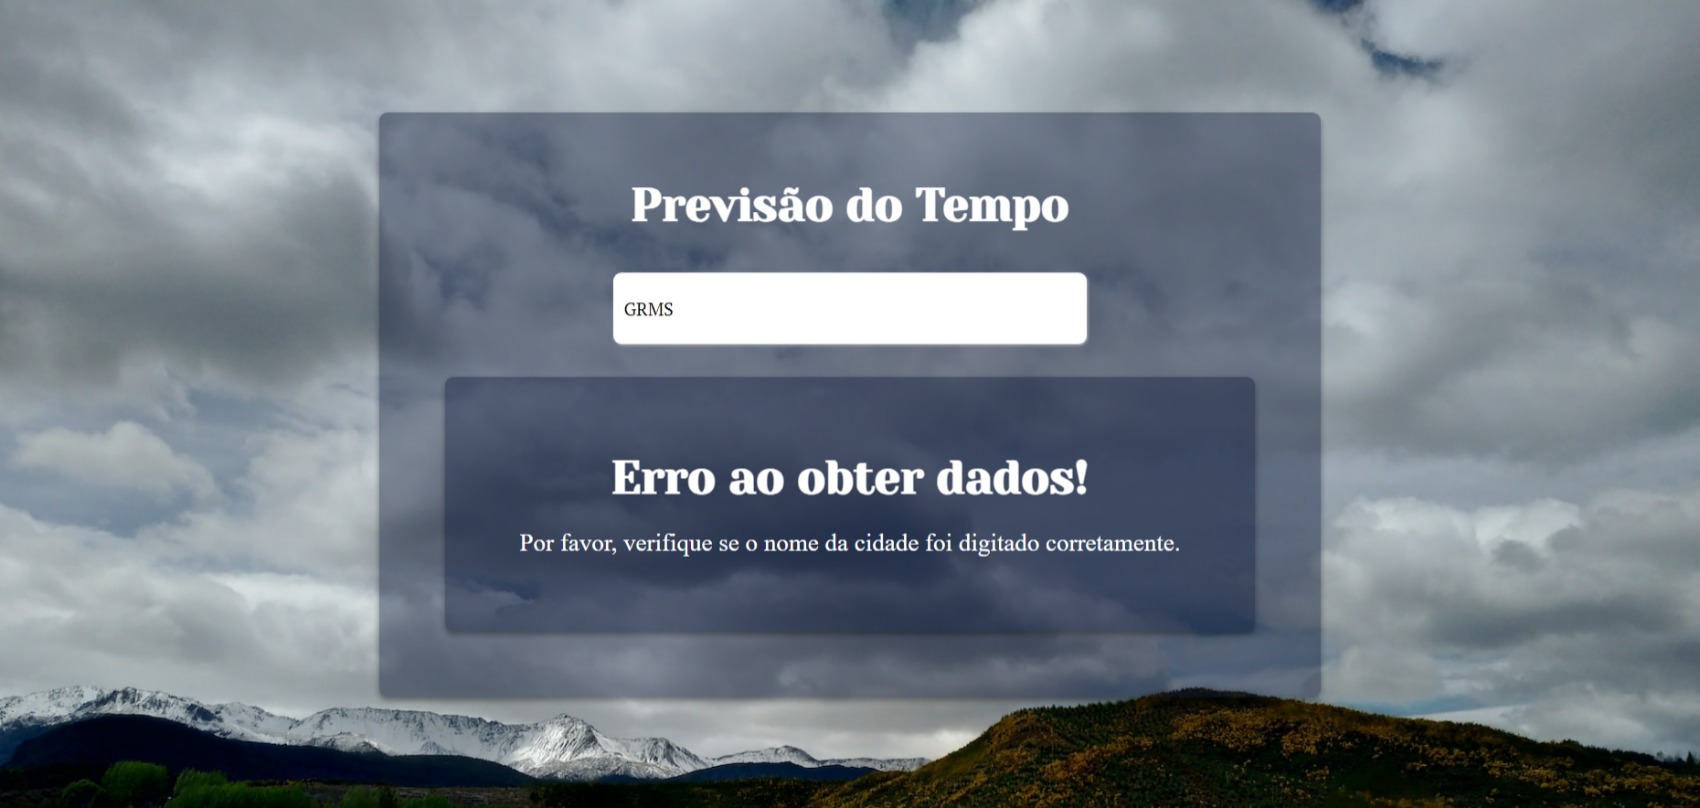 Previsão do Tempo
GRMS
Erro ao obter dados!
Por favor, verifique se o nome da cidade foi digitado corretamente.